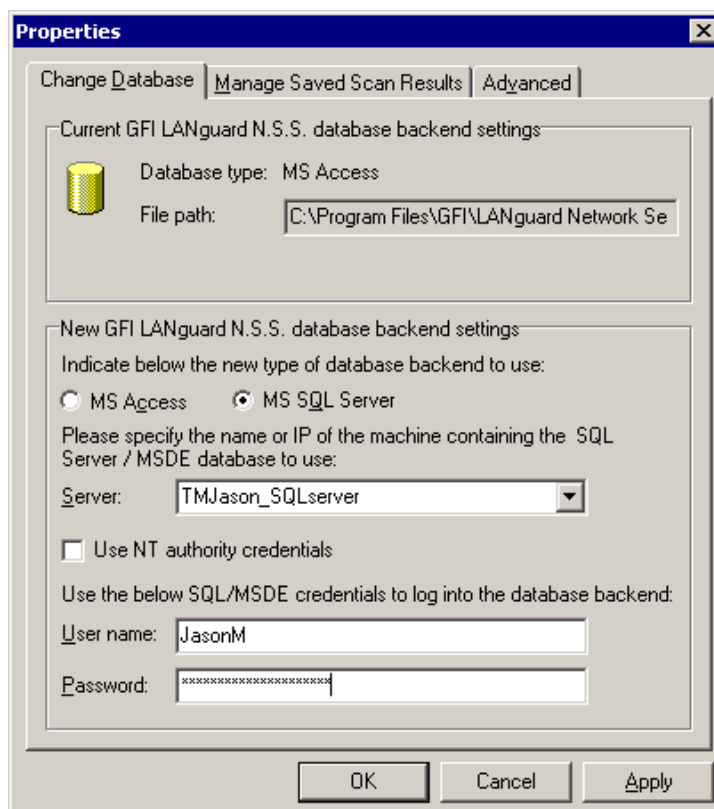 Properties
Change Database
Manage Saved Scan Results
Advanced
Current GFI LANguard N.S.S. database backend settings
Database type: MS Access
File path: C:\Program Files\GFI\LANguard Network Se
New GFI LANguard N.S.S. database backend settings
Indicate below the new type of database backend to use:
MS Access
MS SQL Server
Please specify the name or IP of the machine containing the SQL
Server / MSDE database to use:
Server: TMJason_SQLserver
Use NT authority credentials
Use the below SQL/MSDE credentials to log into the database backend:
User name: JasonM
Password: *********************
OK
Cancel
Apply